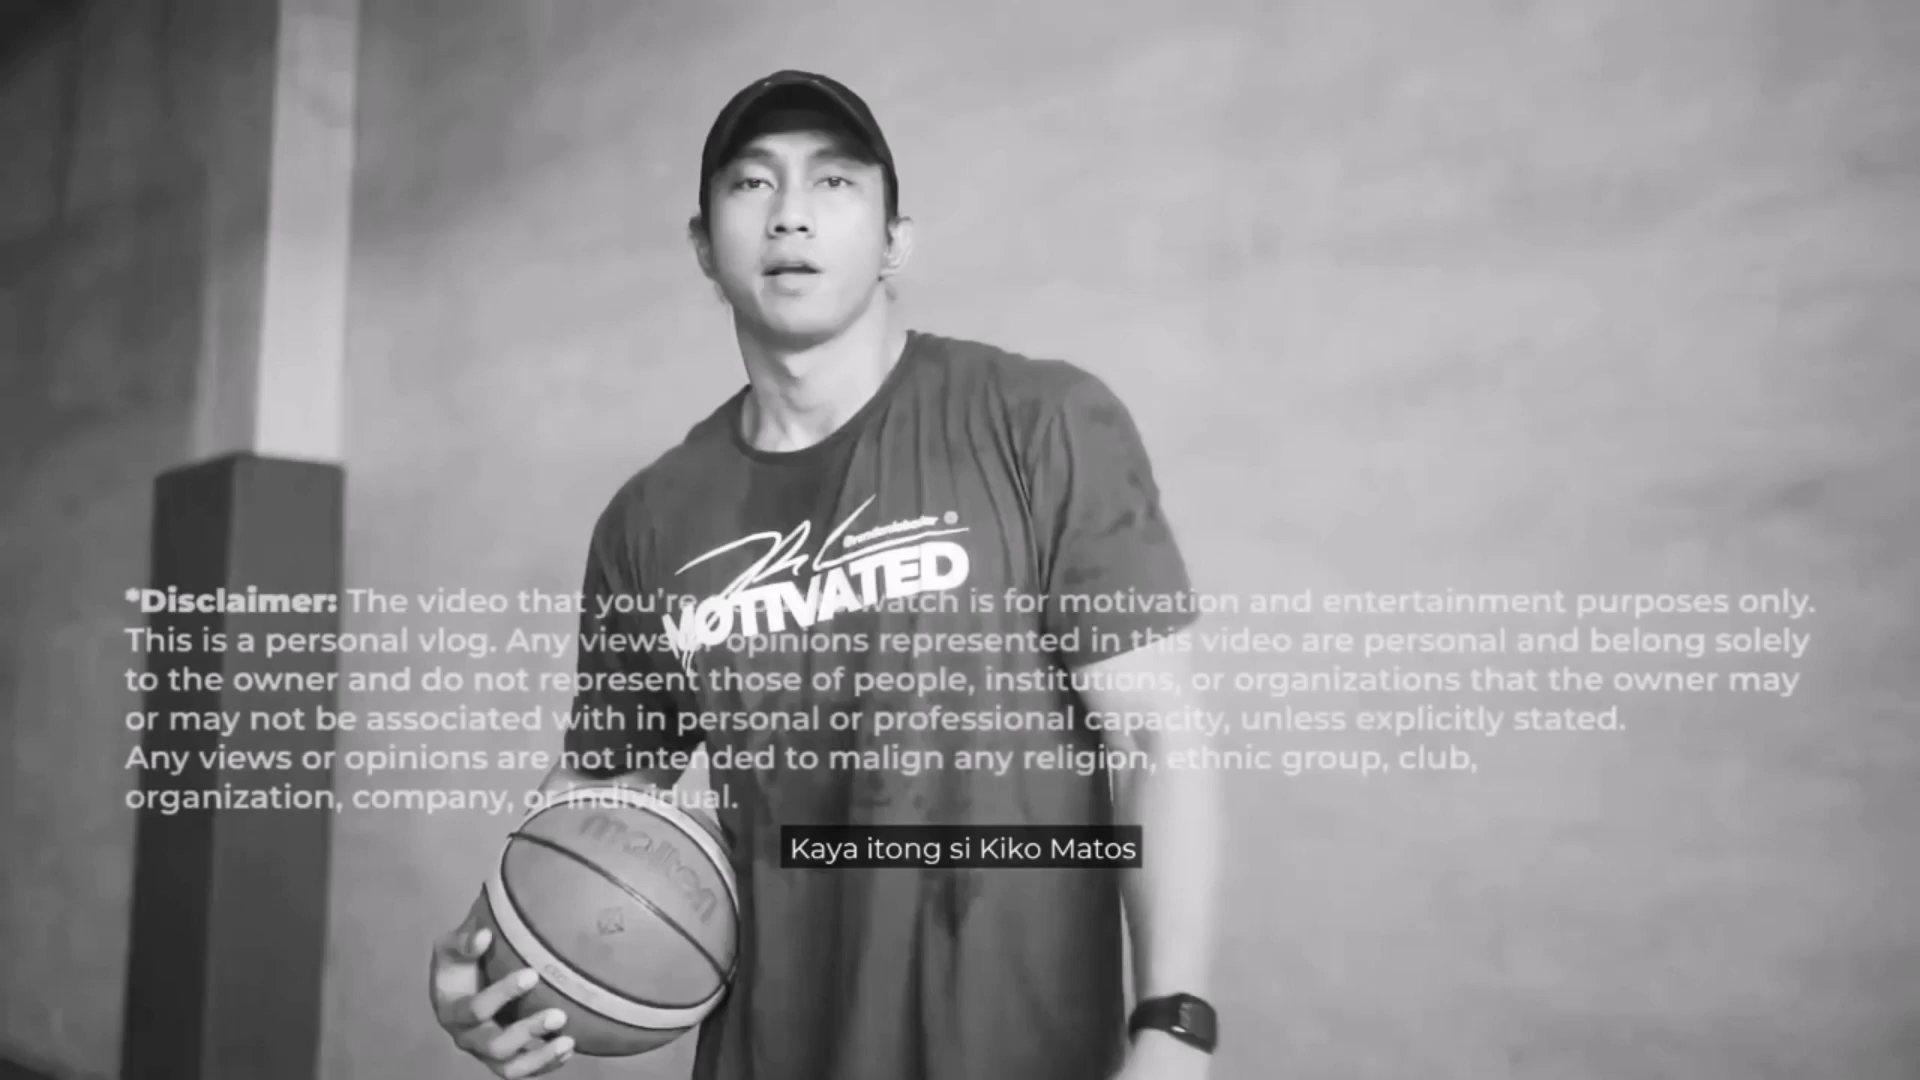 MOTIVATED
*Disclaimer: The video that you're watch is for motivation and entertainment purposes only.
This is a personal vlog. Any views or opinions represented in this video are personal and belong solely
to the owner and do not represent those of people, institutions, or organizations that the owner may
or may not be associated with in personal or professional capacity, unless explicitly stated.
Any views or opinions are not intended to malign any religion, ethnic group, club,
organization, company, or individual.
molten
Kaya itong si Kiko Matos